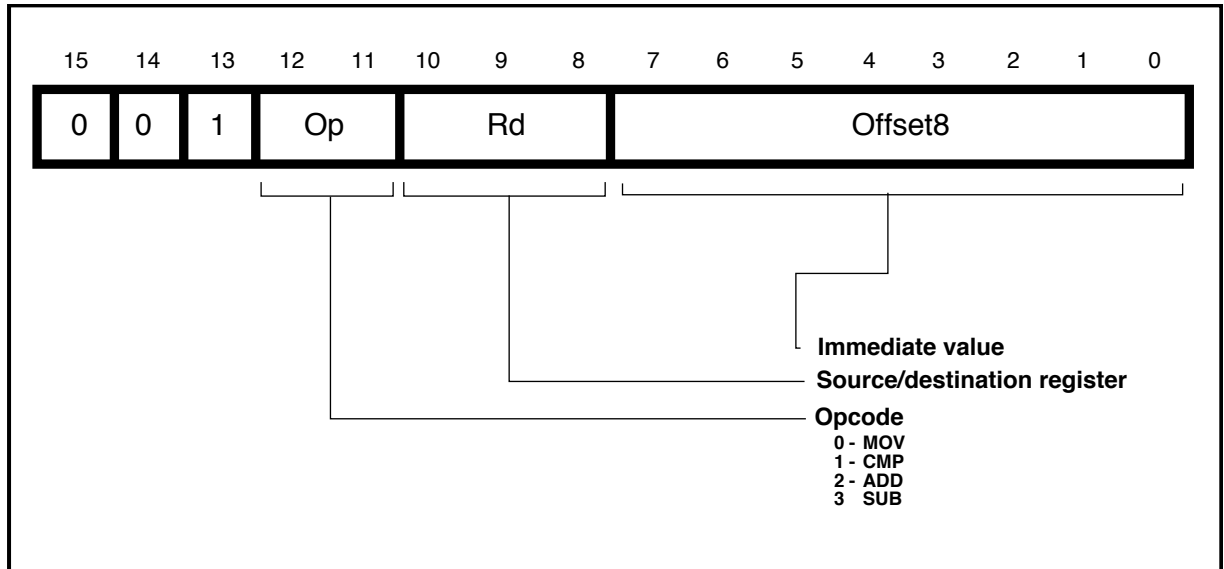 15 14 13 12 11 10 9 8 7 6 5 4 3 2 1 0
0 0 1 Op Rd Offset8
Immediate value
Source/destination register
Opcode
0 - MOV
1 - CMP
2 - ADD
3 SUB